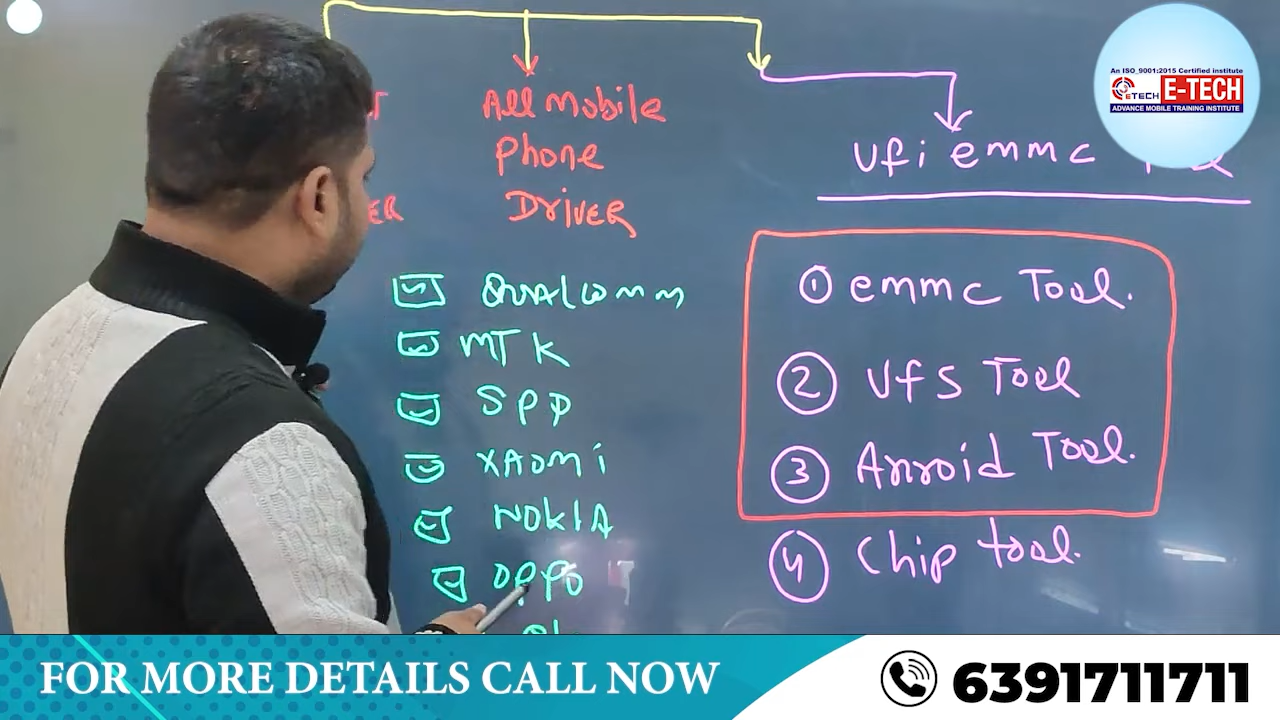 An ISO_9001:2015 Certified institute
ETECH E-TECH
ADVANCE MOBILE TRAINING INSTITUTE
All Mobile
Phone
DRiVER
ER
Ufi emmc
QUALCOMM
MTK
SPD
XAOMi
NOKIA
OPPO
① emmc Tool.
② Ufs Tool
③ Anroid Tool.
④ Chip tool.
FOR MORE DETAILS CALL NOW
6391711711